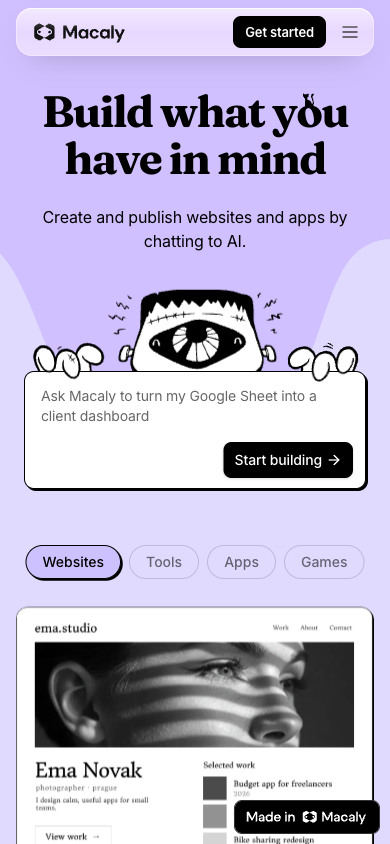 Macaly
Get started
Build what you
have in mind
Create and publish websites and apps by
chatting to AI.
Ask Macaly to turn my Google Sheet into a
client dashboard
Start building →
Websites
Tools
Apps
Games
ema.studio
Work
About
Contact
Ema Novak
photographer · prague
I design calm, useful apps for small
teams.
View work →
Selected work
Budget app for freelancers
2026
Made in Macaly
Bike sharing redesign